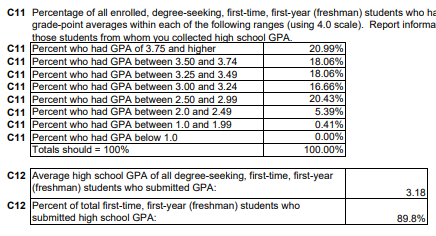 C11 Percentage of all enrolled, degree-seeking, first-time, first-year (freshman) students who
grade-point averages within each of the following ranges (using 4.0 scale). Report
those students from whom you collected high school GPA.
C11 Percent who had GPA of 3.75 and higher 20.99%
C11 Percent who had GPA between 3.50 and 3.74 18.06%
C11 Percent who had GPA between 3.25 and 3.49 18.06%
C11 Percent who had GPA between 3.00 and 3.24 16.66%
C11 Percent who had GPA between 2.50 and 2.99 20.43%
C11 Percent who had GPA between 2.0 and 2.49 5.39%
C11 Percent who had GPA between 1.0 and 1.99 0.41%
C11 Percent who had GPA below 1.0 0.00%
Totals should = 100% 100.00%
C12 Average high school GPA of all degree-seeking, first-time, first-year
(freshman) students who submitted GPA: 3.18
C12 Percent of total first-time, first-year (freshman) students who
submitted high school GPA: 89.8%